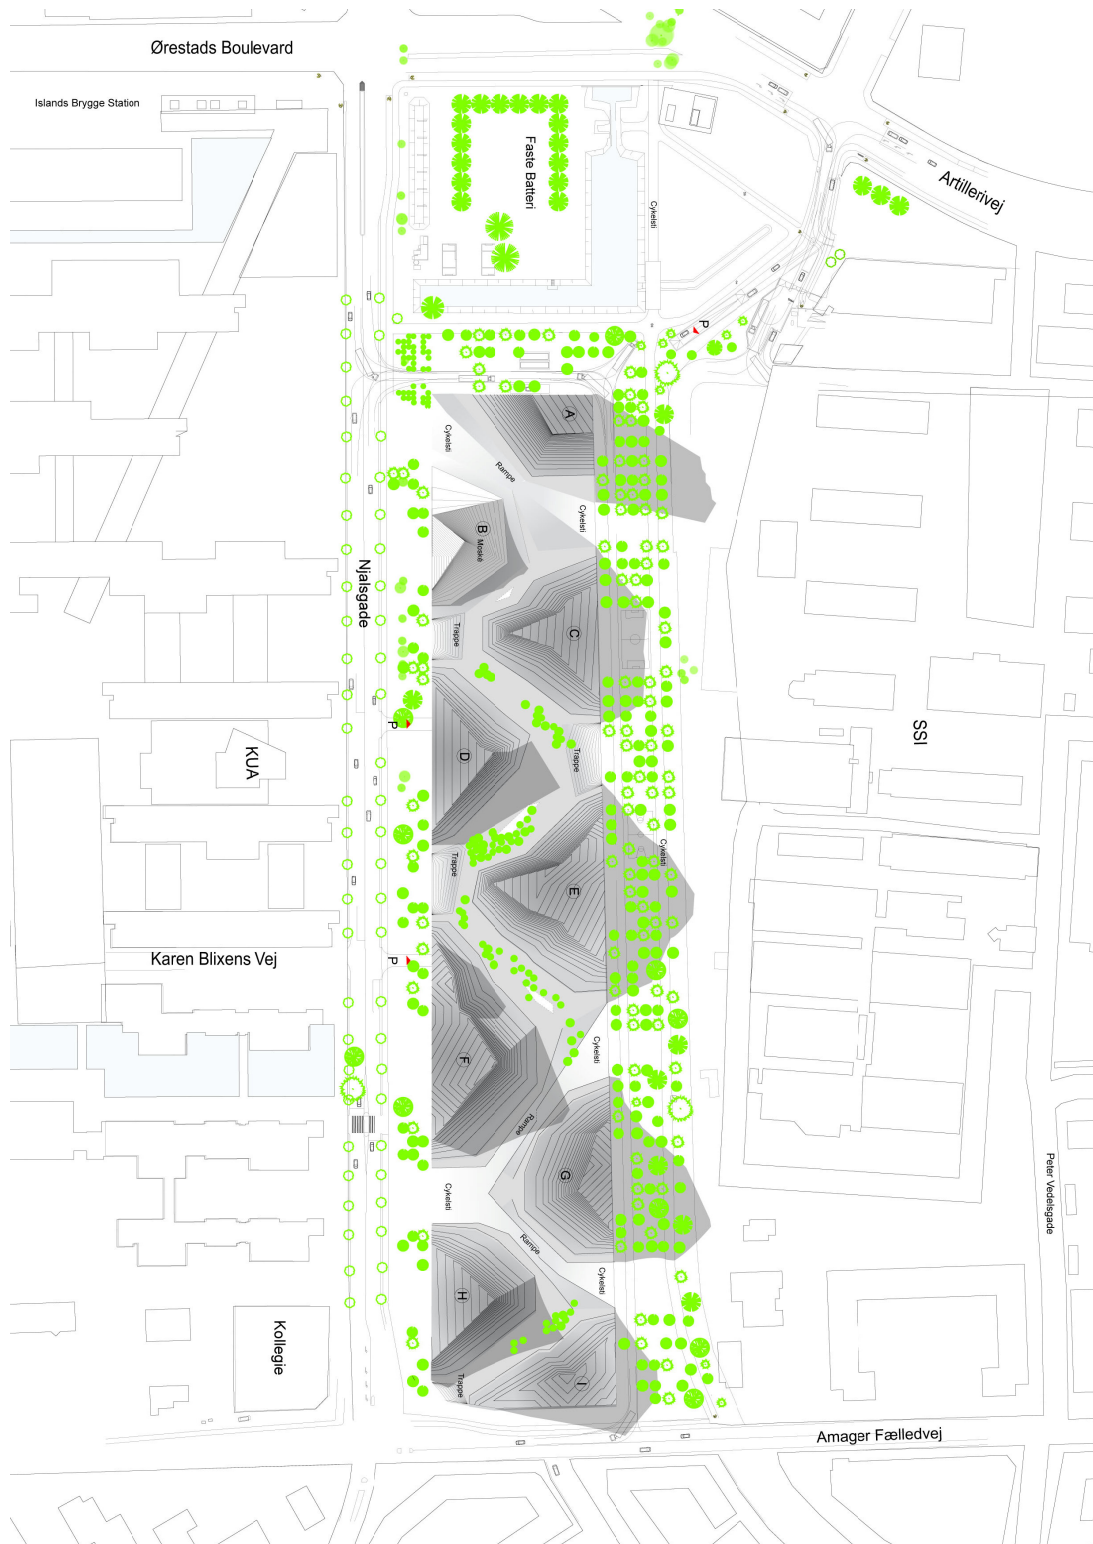 Ørestads Boulevard
Islands Brygge Station
Faste Batteri
Cykelsti
Artillerivej
P
A
Cykelsti
Rampe
B
Moské
Cykelsti
Njalsgade
C
Trappe
P
D
Trappe
KUA
SSI
Trappe
E
Cykelsti
Karen Blixens Vej
P
F
Cykelsti
Rampe
G
Cykelsti
Rampe
Peter Vedelsgade
Cykelsti
H
Kollegie
Trappe
I
Amager Fælledvej